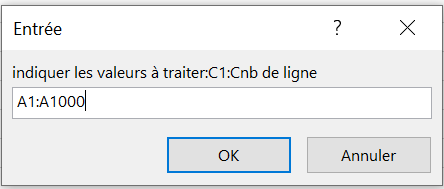 Entrée
?
indiquer les valeurs à traiter:C1:Cnb de ligne
A1:A1000
OK
Annuler